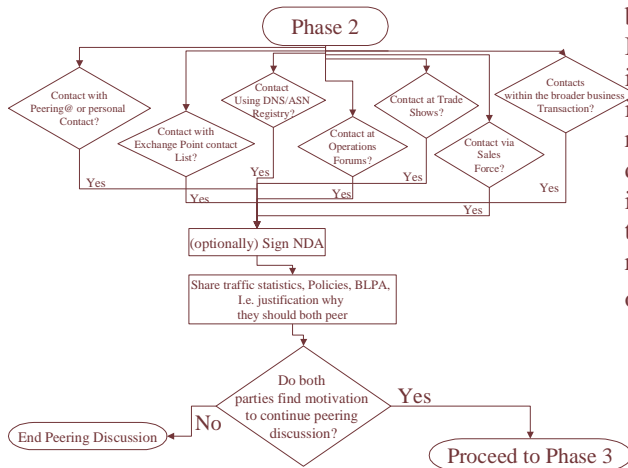 Phase 2
Contact with
Peering@ or personal
Contact?
Contact with
Exchange Point contact
List?
Contact
Using DNS/ASN
Registry?
Contact at
Operations
Forums?
Contact at Trade
Shows?
Contact via
Sales
Force?
Contacts
within the broader business
Transaction?
Yes
Yes
Yes
Yes
Yes
Yes
Yes
(optionally) Sign NDA
Share traffic statistics, Policies, BLPA,
I.e. justification why
they should both peer
Do both
parties find motivation
to continue peering
discussion?
No
Yes
End Peering Discussion
Proceed to Phase 3